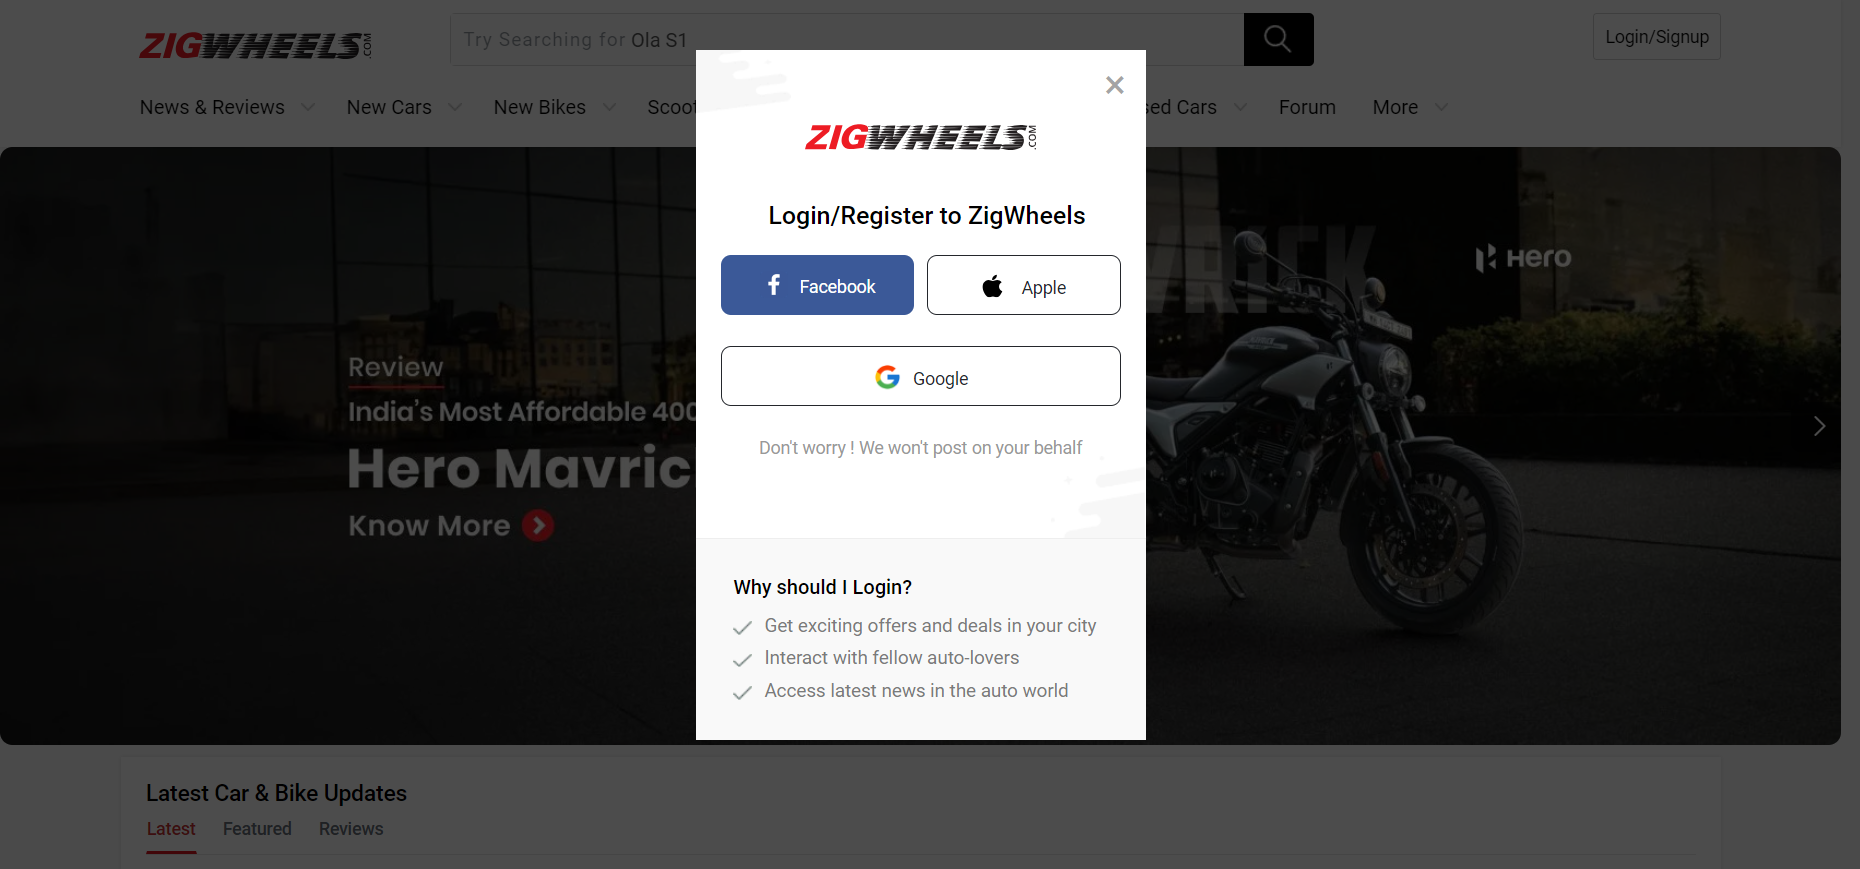 ZIGWHEELS.COM
Try Searching for Ola S1
Login/Signup
News & Reviews New Cars New Bikes Scoot sed Cars Forum More
ZIGWHEELS.COM
Login/Register to ZigWheels
Facebook Apple
Google
Don't worry ! We won't post on your behalf
Why should I Login?
Get exciting offers and deals in your city
Interact with fellow auto-lovers
Access latest news in the auto world
Hero
Review
India's Most Affordable 400
Hero Mavric
Know More
Latest Car & Bike Updates
Latest Featured Reviews